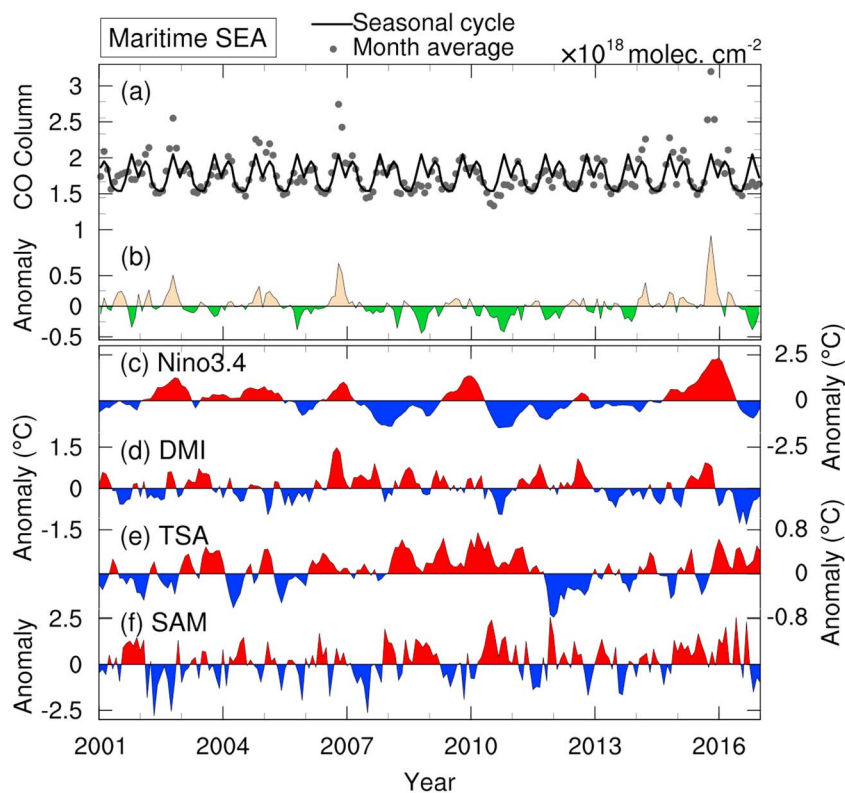 Maritime SEA
Seasonal cycle
Month average
×10^18 molec. cm^-2
(a)
CO Column
3
2.5
2
1.5
1
(b)
Anomaly
0.5
0
-0.5
(c) Nino3.4
2.5
0
-2.5
Anomaly (°C)
(d) DMI
1.5
0
-1.5
Anomaly (°C)
(e) TSA
0.8
0
-0.8
Anomaly (°C)
(f) SAM
2.5
0
-2.5
Anomaly
2001 2004 2007 2010 2013 2016
Year